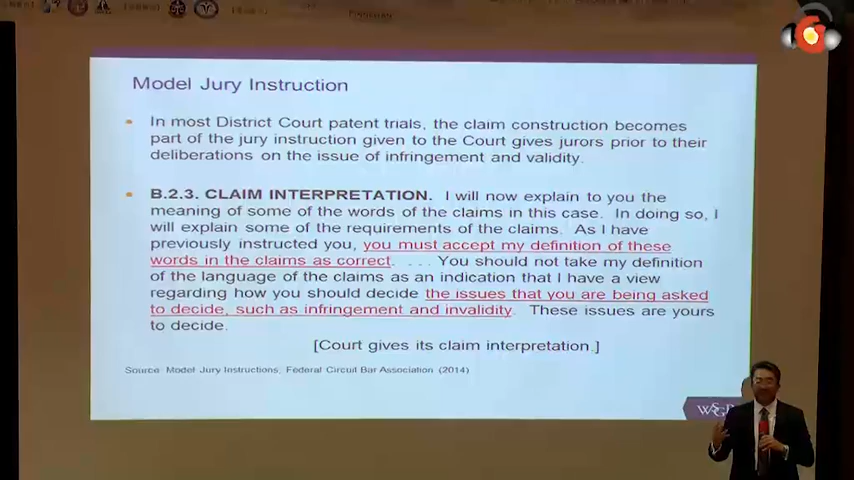 Model Jury Instruction
In most District Court patent trials, the claim construction becomes
part of the jury instruction given to the Court gives jurors prior to their
deliberations on the issue of infringement and validity.
B.2.3. CLAIM INTERPRETATION. I will now explain to you the
meaning of some of the words of the claims in this case. In doing so, I
will explain some of the requirements of the claims. As I have
previously instructed you, you must accept my definition of these
words in the claims as correct. . . . You should not take my definition
of the language of the claims as an indication that I have a view
regarding how you should decide the issues that you are being asked
to decide, such as infringement and invalidity. These issues are yours
to decide.
[Court gives its claim interpretation.]
Source: Model Jury Instructions, Federal Circuit Bar Association (2014)